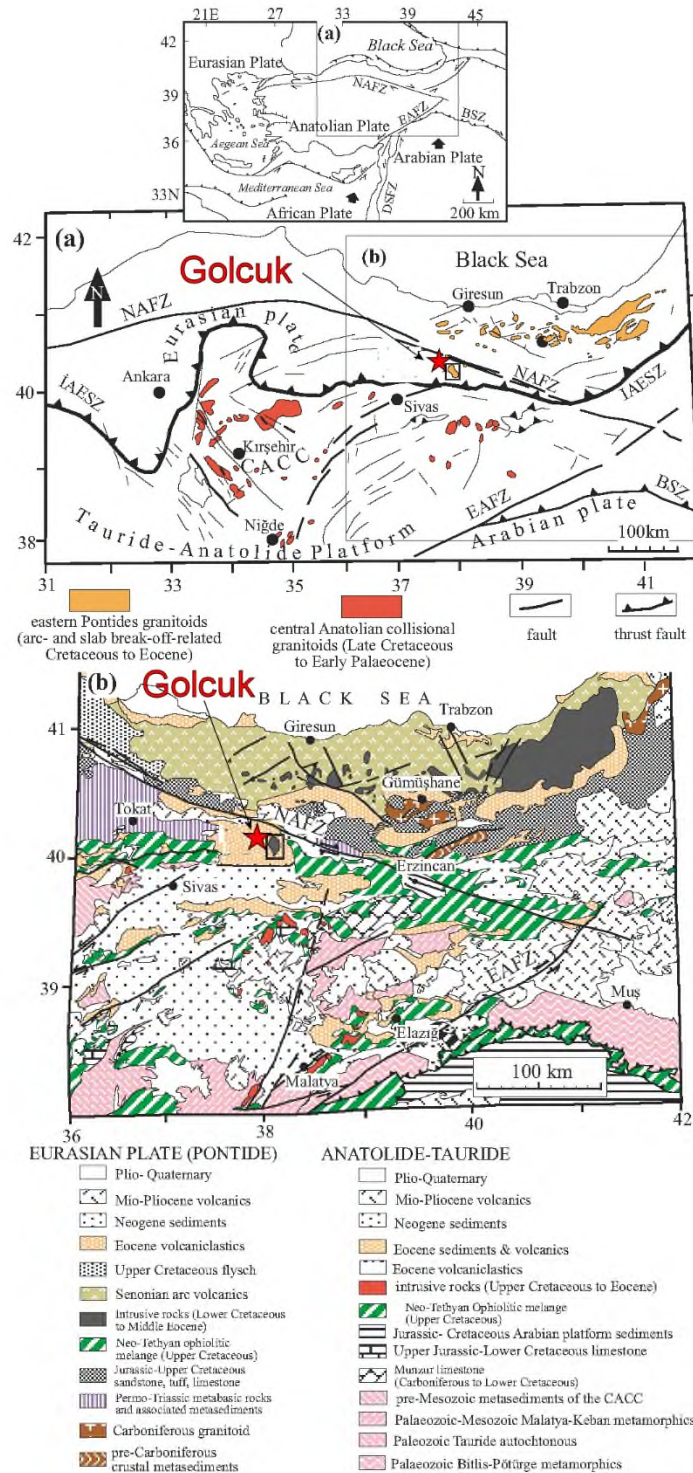 21E 27 33 39 45
(a)
42
39
36
33N
Black Sea
Eurasian Plate
NAFZ
EAFZ
BSZ
Anatolian Plate
Aegean Sea
Arabian Plate
Mediterranean Sea
N
African Plate
DSFZ
200 km
42
40
38
(a)
(b)
Golcuk
Black Sea
N
NAFZ
Giresun
Trabzon
Eurasian plate
Ankara
İAESZ
NAFZ
İAESZ
Sivas
Kırşehir
CACC
EAFZ
BSZ
Arabian plate
Niğde
Tauride-Anatolide Platform
100km
31 33 35 37 39 41
eastern Pontides
granitoids
(arc- and slab break-off-related
Cretaceous to Eocene)
central Anatolian collisional
granitoids (Late Cretaceous
to Early Palaeocene)
fault
thrust fault
(b)
Golcuk
BLACK SEA
Trabzon
Giresun
41
Gümüşhane
Tokat
NAFZ
40
Erzincan
Sivas
39
EAFZ
Muş
Elazığ
Malatya
100 km
36 38 40 42
EURASIAN PLATE (PONTIDE)
Plio- Quaternary
Mio-Pliocene volcanics
Neogene sediments
Eocene volcaniclastics
Upper Cretaceous flysch
Senonian arc volcanics
Intrusive rocks (Lower Cretaceous
to Middle Eocene)
Neo-Tethyan ophiolitic
melange (Upper Cretaceous)
Jurassic-Upper Cretaceous
sandstone, tuff, limestone
Permo-Triassic metabasic rocks
and associated metasediments
Carboniferous granitoid
pre-Carboniferous
crustal metasediments
ANATOLIDE-TAURIDE
Plio-Quaternary
Mio-Pliocene volcanics
Neogene sediments
Eocene sediments & volcanics
Eocene volcaniclastics
intrusive rocks (Upper Cretaceous to Eocene)
Neo-Tethyan Ophiolitic melange
(Upper Cretaceous)
Jurassic- Cretaceous Arabian platform sediments
Upper Jurassic-Lower Cretaceous limestone
Munzur limestone
(Carboniferous to Lower Cretaceous)
pre-Mesozoic metasediments of the CACC
Palaeozoic-Mesozoic Malatya-Keban metamorphics
Paleozoic Tauride autochtonous
Palaeozoic Bitlis-Pötürge metamorphics